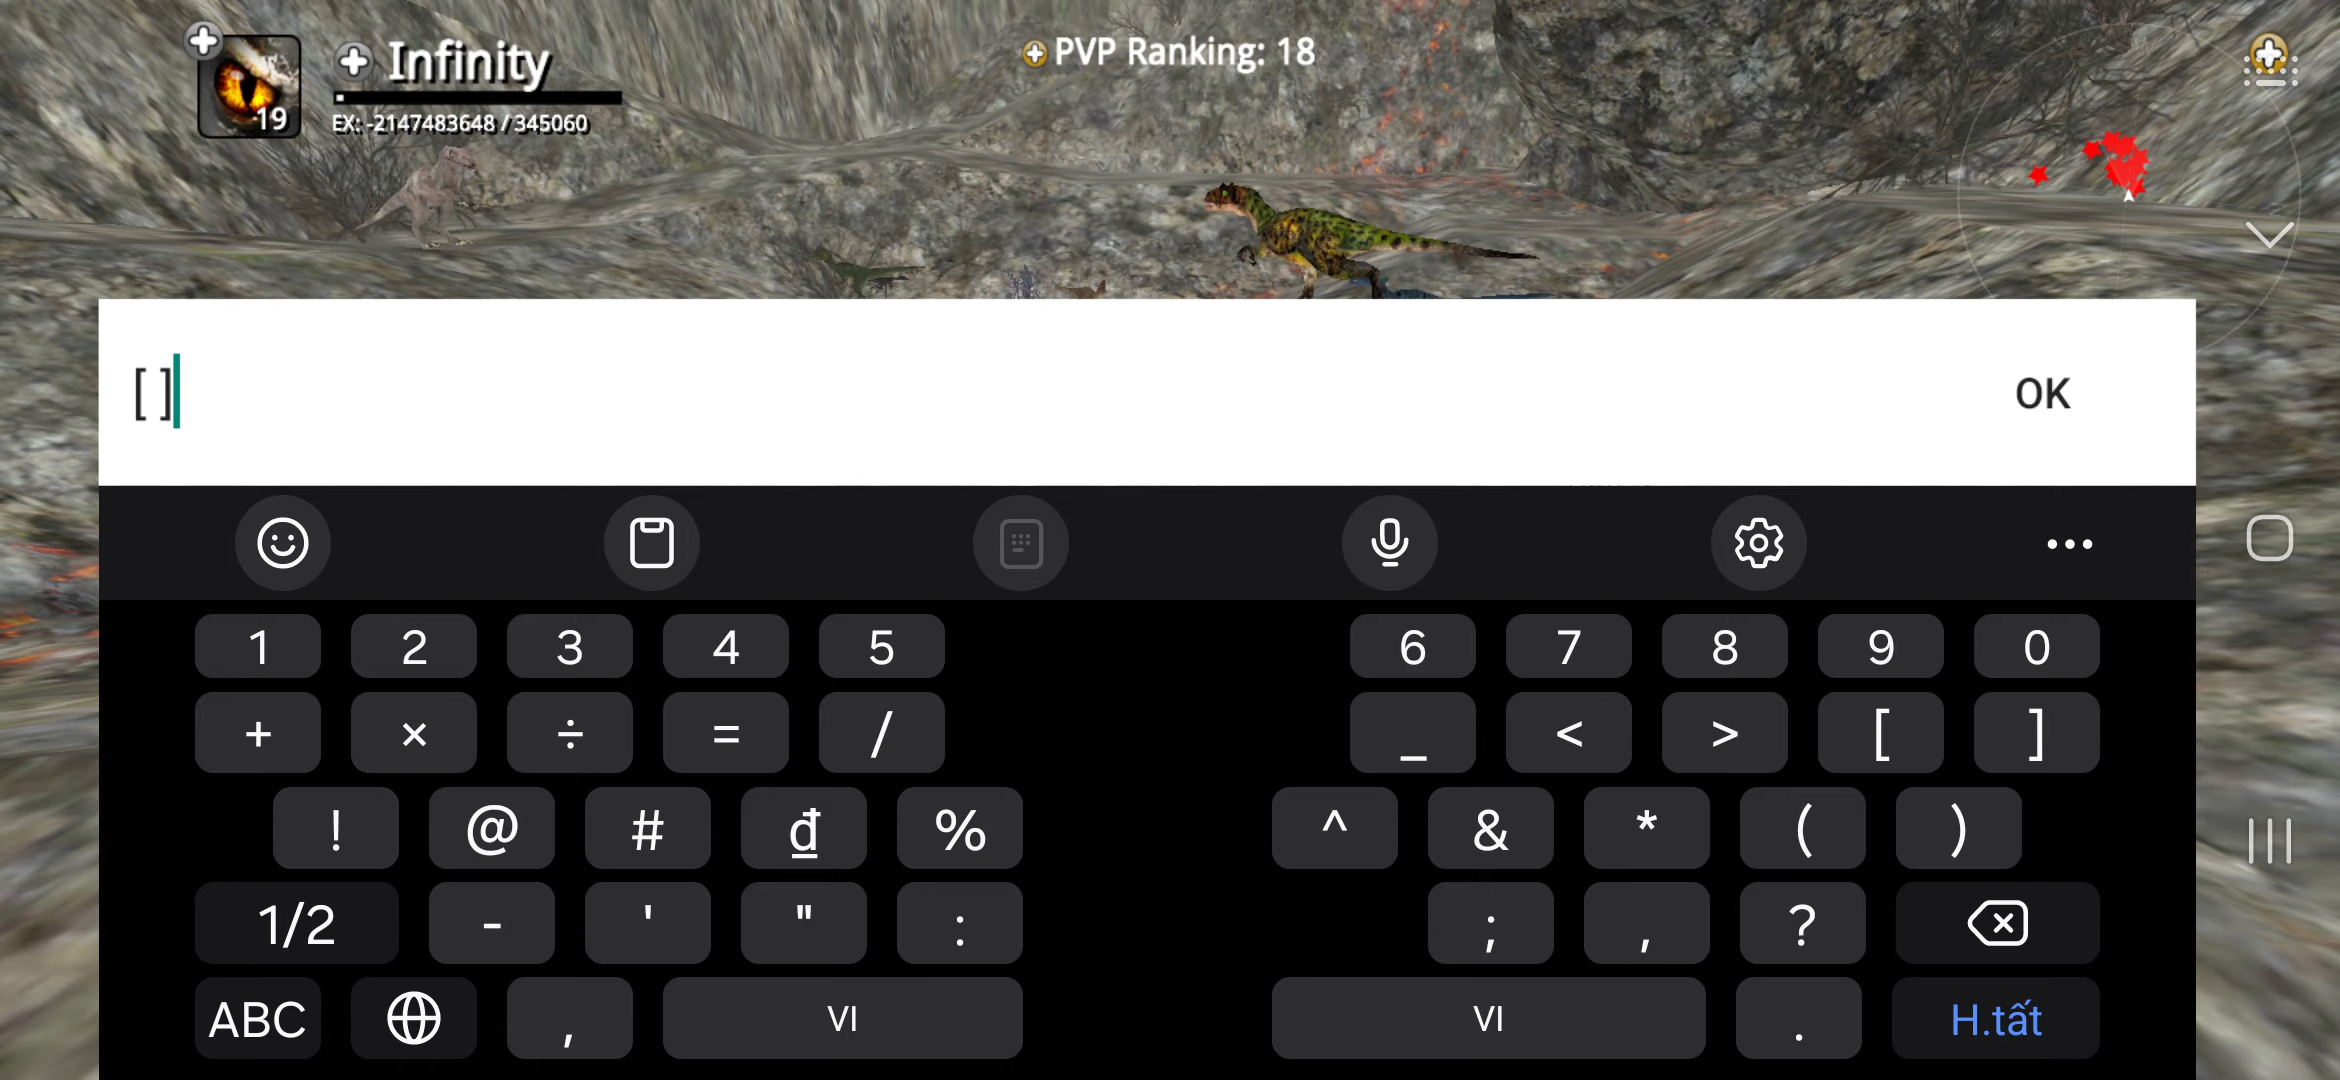 19
Infinity
EX: -2147483648 / 345060
PVP Ranking: 18
[ ]
OK
1 2 3 4 5 6 7 8 9 0
+ × ÷ = / _ < > [ ]
! @ # ₫ % ^ & * ( )
1/2 - ' " : ; , ?
ABC , VI VI . H.tất